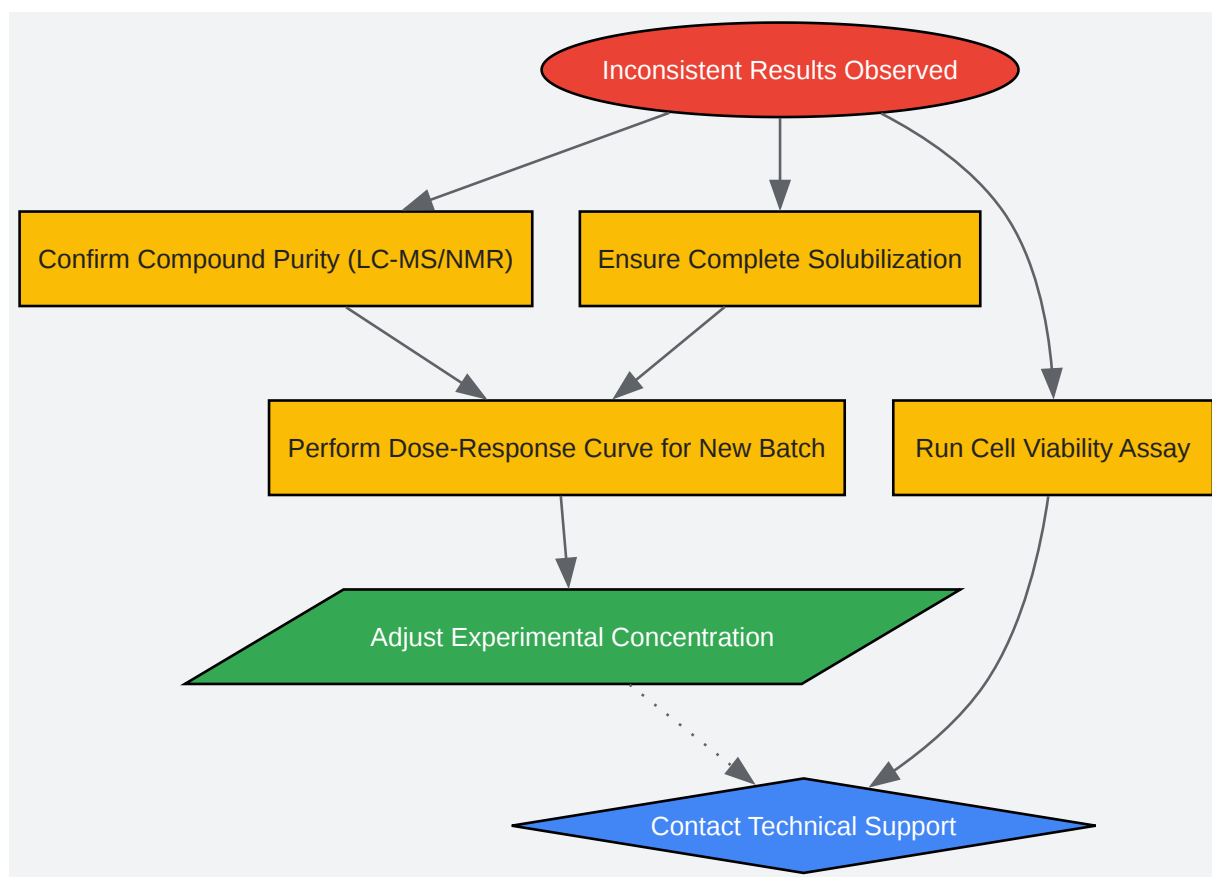 Inconsistent Results Observed
Confirm Compound Purity (LC-MS/NMR)
Ensure Complete Solubilization
Perform Dose-Response Curve for New Batch
Run Cell Viability Assay
Adjust Experimental Concentration
Contact Technical Support